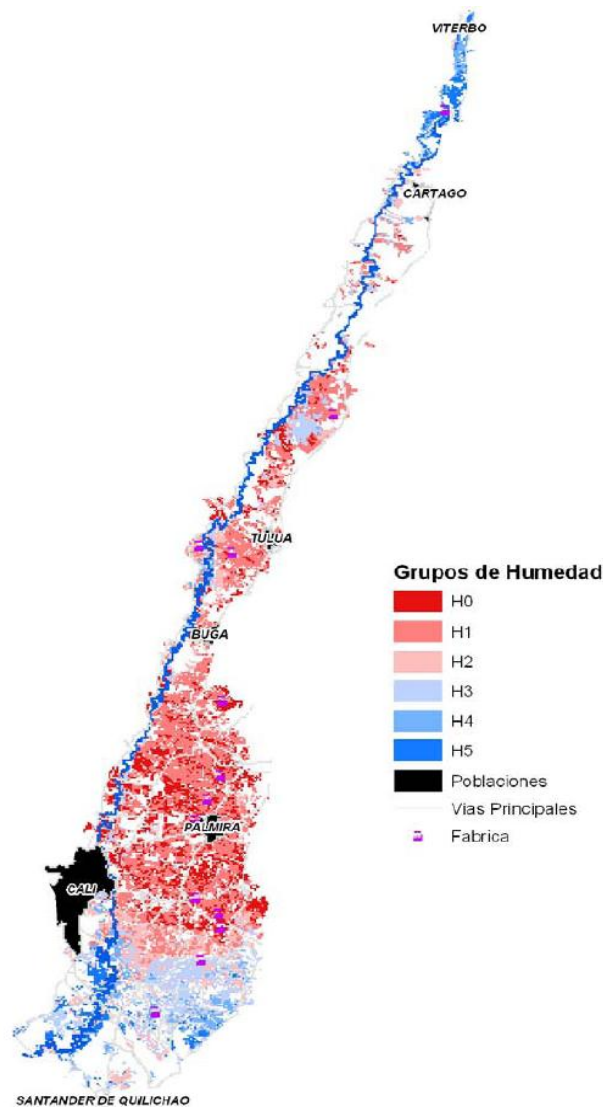 VITERBO
CARTAGO
TULUA
BUGA
PALMIRA
CALI
SANTANDER DE QUILICHAO
Grupos de Humedad
H0
H1
H2
H3
H4
H5
Poblaciones
Vias Principales
Fabrica